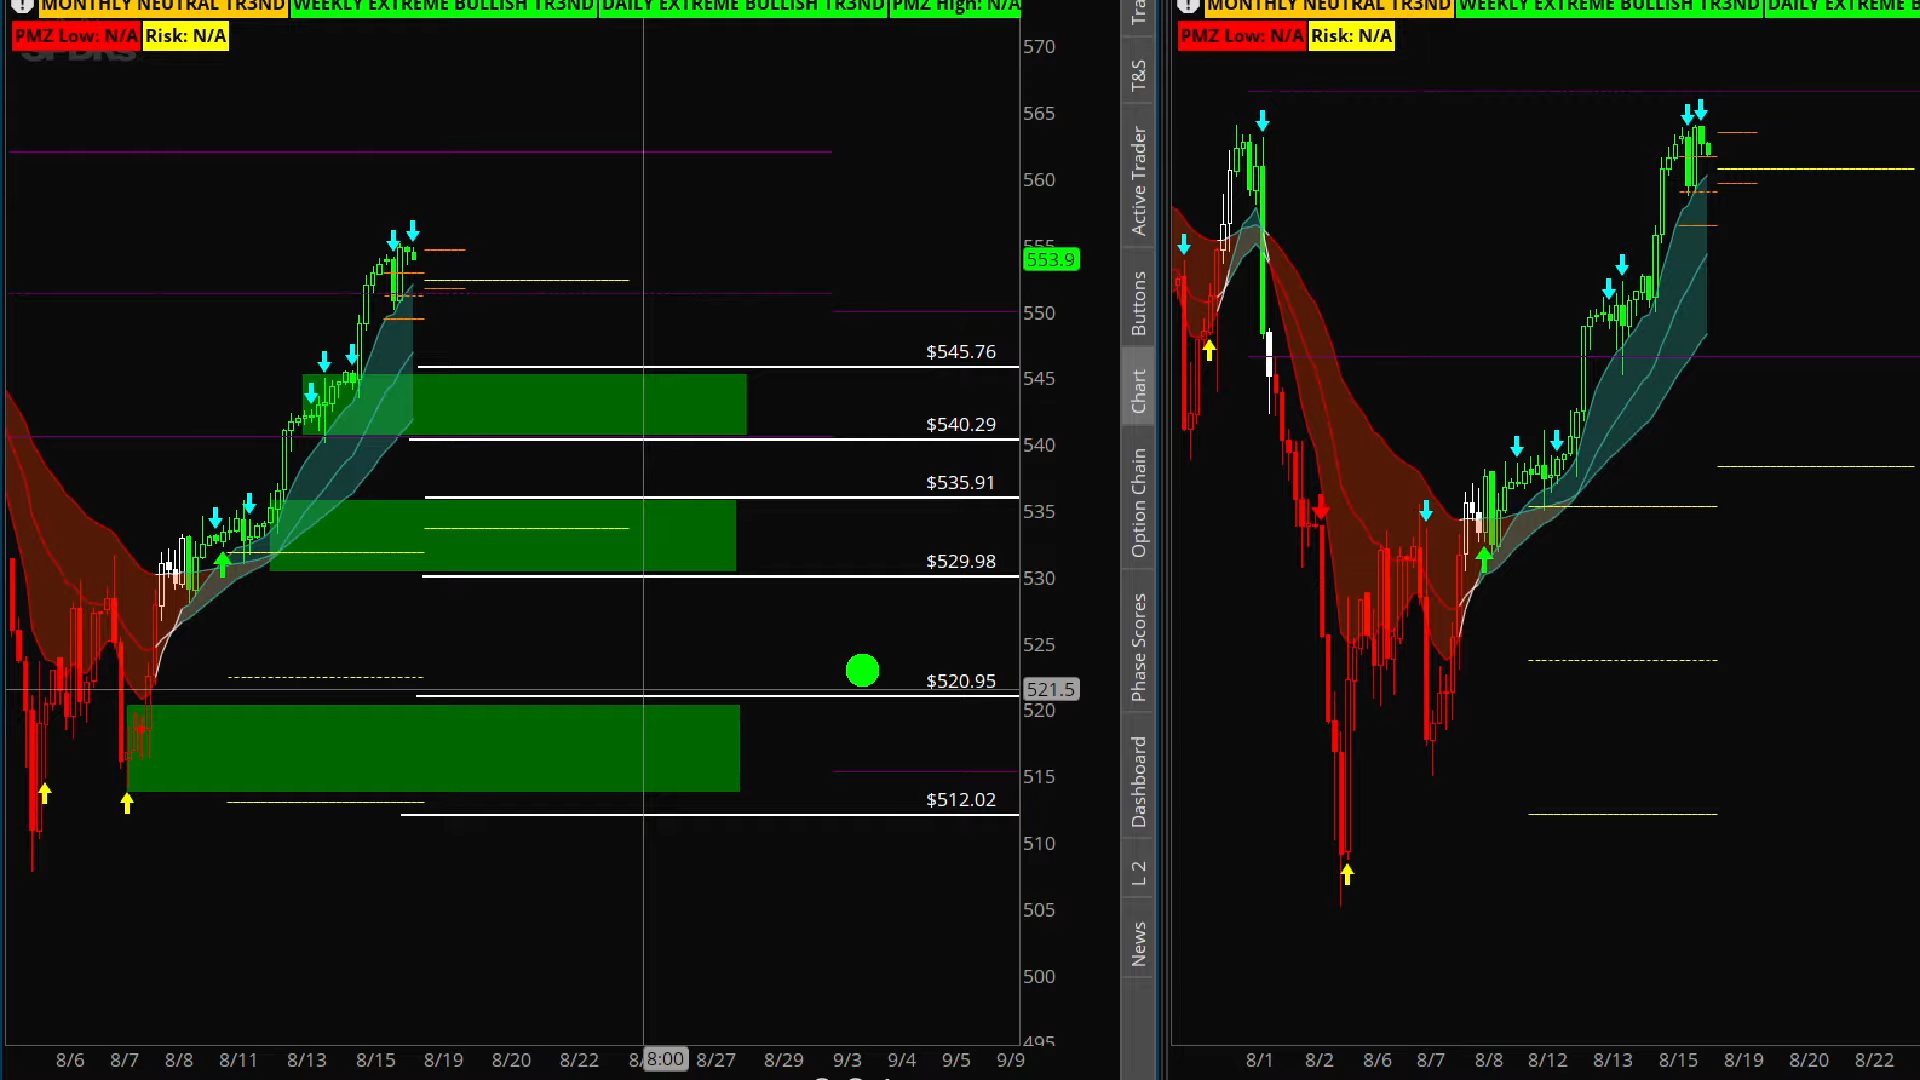 MONTHLY NEUTRAL TR3ND WEEKLY EXTREME BULLISH TR3ND DAILY EXTREME BULLISH TR3ND PMZ High: N/A
PMZ Low: N/A Risk: N/A
SPDRS
570
565
560
555
553.9
550
545
540
535
530
525
521.5
520
515
510
505
500
495
$545.76
$540.29
$535.91
$529.98
$520.95
$512.02
8/6 8/7 8/8 8/11 8/13 8/15 8/19 8/20 8/22 8:00 8/27 8/29 9/3 9/4 9/5 9/9
T&S
Active Trader
Buttons
Chart
Option Chain
Phase Scores
Dashboard
L 2
News
MONTHLY NEUTRAL TR3ND WEEKLY EXTREME BULLISH TR3ND DAILY EXTREME B
PMZ Low: N/A Risk: N/A
8/1 8/2 8/6 8/7 8/8 8/12 8/13 8/15 8/19 8/20 8/22